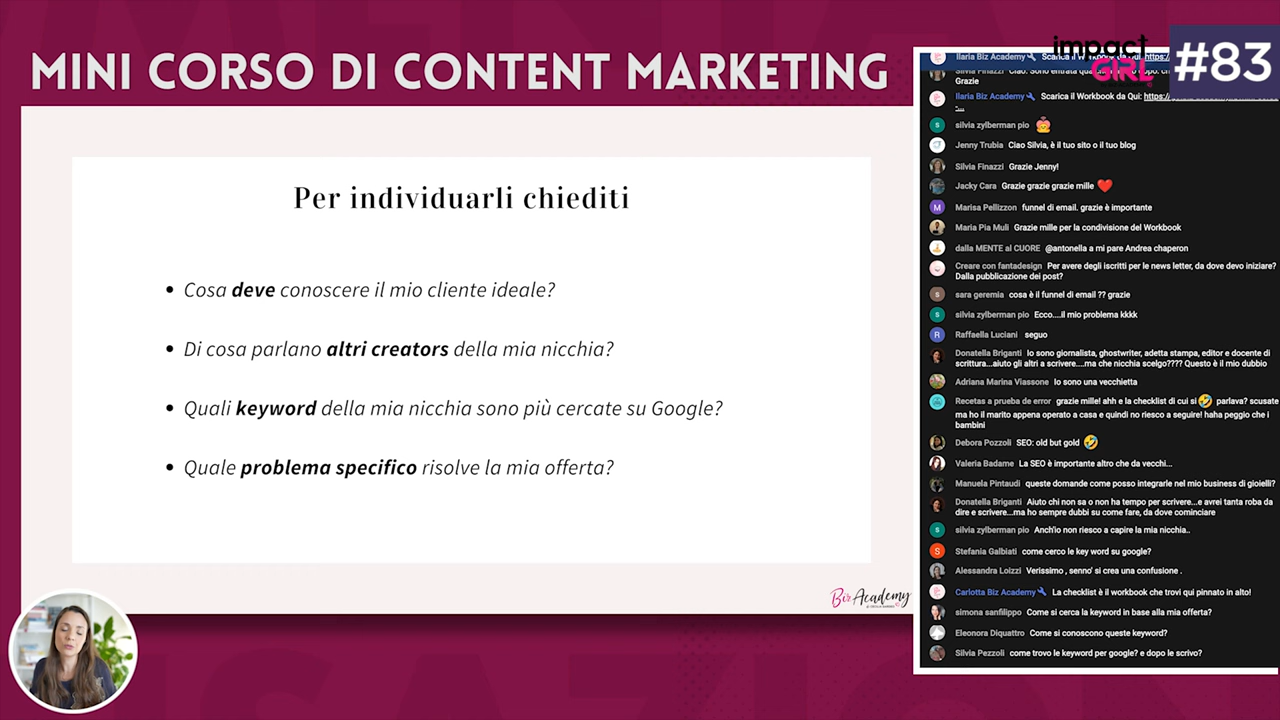 MINI CORSO DI CONTENT MARKETING
impact
GRL
#83
Per individuarli chiediti
• Cosa deve conoscere il mio cliente ideale?
• Di cosa parlano altri creators della mia nicchia?
• Quali keyword della mia nicchia sono più cercate su Google?
• Quale problema specifico risolve la mia offerta?
Biz Academy
Ilaria Biz Academy Scarica il
Grazie
Ilaria Biz Academy Scarica il Workbook da Qui:
silvia zylberman pio
Jenny Trubia Ciao Silvia, è il tuo sito o il tuo blog
Silvia Finazzi Grazie Jenny!
Jacky Cara Grazie grazie grazie mille ❤️
Marisa Pellizzon funnel di email. grazie è importante
Maria Pia Muli Grazie mille per la condivisione del Workbook
dalla MENTE al CUORE @antonella a mi pare Andrea chaperon
Creare con fantadesign Per avere degli iscritti per le news letter, da dove devo iniziare?
Dalla pubblicazione dei post?
sara geremia cosa è il funnel di email ?? grazie
silvia zylberman pio Ecco....il mio problema kkkk
Raffaella Luciani seguo
Donatella Briganti Io sono giornalista, ghostwriter, adetta stampa, editor e docente di
scrittura...aiuto gli altri a scrivere....ma che nicchia scelgo???? Questo è il mio dubbio
Adriana Marina Viassone Io sono una vecchietta
Recetas a prueba de error grazie mille! ahh e la checklist di cui si 🤣 parlava? scusate
ma ho il marito appena operato a casa e quindi no riesco a seguire! haha peggio che i
bambini
Debora Pozzoli SEO: old but gold 🤣
Valeria Badame La SEO è importante altro che da vecchi...
Manuela Pintaudi queste domande come posso integrarle nel mio business di gioielli?
Donatella Briganti Aiuto chi non sa o non ha tempo per scrivere...e avrei tanta roba da
dire e scrivere...ma ho sempre dubbi su come fare, da dove cominciare
silvia zylberman pio Anch'io non riesco a capire la mia nicchia..
Stefania Galbiati come cerco le key word su google?
Alessandra Loizzi Verissimo , senno' si crea una confusione .
Carlotta Biz Academy La checklist è il workbook che trovi qui pinnato in alto!
simona sanfilippo Come si cerca la keyword in base alla mia offerta?
Eleonora Diquattro Come si conoscono queste keyword?
Silvia Pezzoli come trovo le keyword per google? e dopo le scrivo?